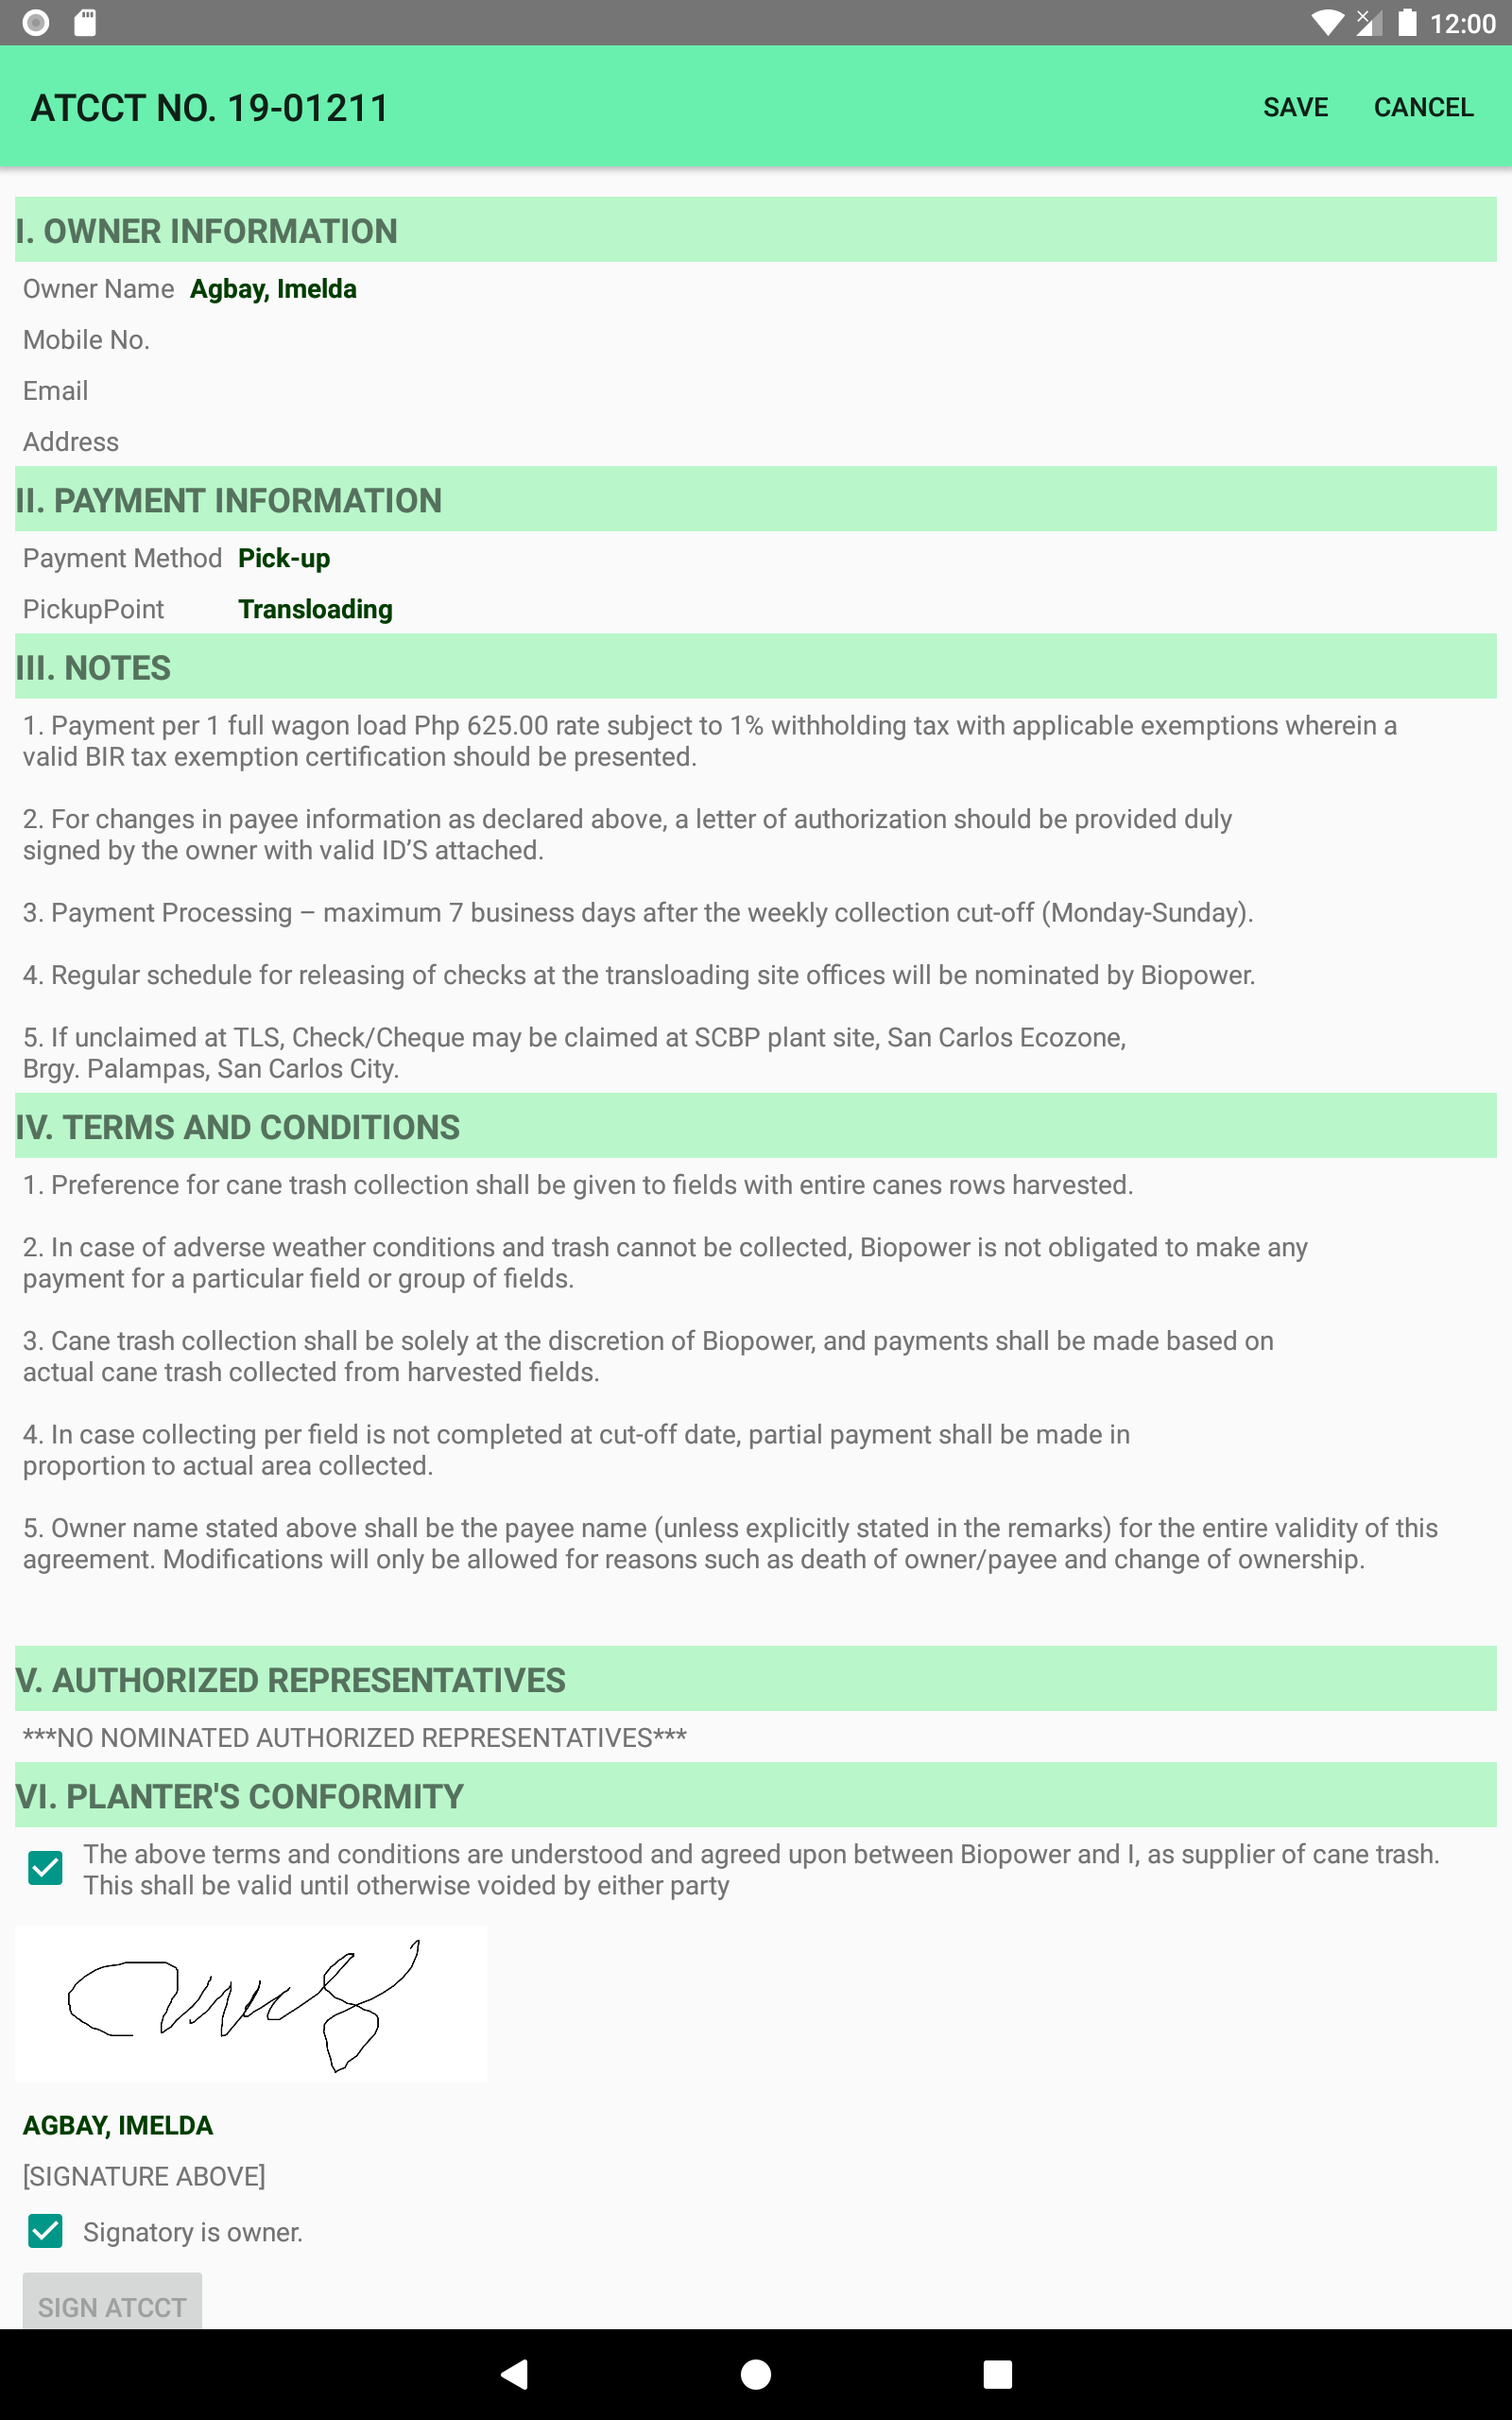 12:00
ATCCT NO. 19-01211
SAVE
CANCEL
I. OWNER INFORMATION
Owner Name Agbay, Imelda
Mobile No.
Email
Address
II. PAYMENT INFORMATION
Payment Method Pick-up
PickupPoint Transloading
III. NOTES
1. Payment per 1 full wagon load Php 625.00 rate subject to 1% withholding tax with applicable exemptions wherein a
valid BIR tax exemption certification should be presented.
2. For changes in payee information as declared above, a letter of authorization should be provided duly
signed by the owner with valid ID’S attached.
3. Payment Processing – maximum 7 business days after the weekly collection cut-off (Monday-Sunday).
4. Regular schedule for releasing of checks at the transloading site offices will be nominated by Biopower.
5. If unclaimed at TLS, Check/Cheque may be claimed at SCBP plant site, San Carlos Ecozone,
Brgy. Palampas, San Carlos City.
IV. TERMS AND CONDITIONS
1. Preference for cane trash collection shall be given to fields with entire canes rows harvested.
2. In case of adverse weather conditions and trash cannot be collected, Biopower is not obligated to make any
payment for a particular field or group of fields.
3. Cane trash collection shall be solely at the discretion of Biopower, and payments shall be made based on
actual cane trash collected from harvested fields.
4. In case collecting per field is not completed at cut-off date, partial payment shall be made in
proportion to actual area collected.
5. Owner name stated above shall be the payee name (unless explicitly stated in the remarks) for the entire validity of this
agreement. Modifications will only be allowed for reasons such as death of owner/payee and change of ownership.
V. AUTHORIZED REPRESENTATIVES
***NO NOMINATED AUTHORIZED REPRESENTATIVES***
VI. PLANTER'S CONFORMITY
The above terms and conditions are understood and agreed upon between Biopower and I, as supplier of cane trash.
This shall be valid until otherwise voided by either party
AGBAY, IMELDA
[SIGNATURE ABOVE]
Signatory is owner.
SIGN ATCCT